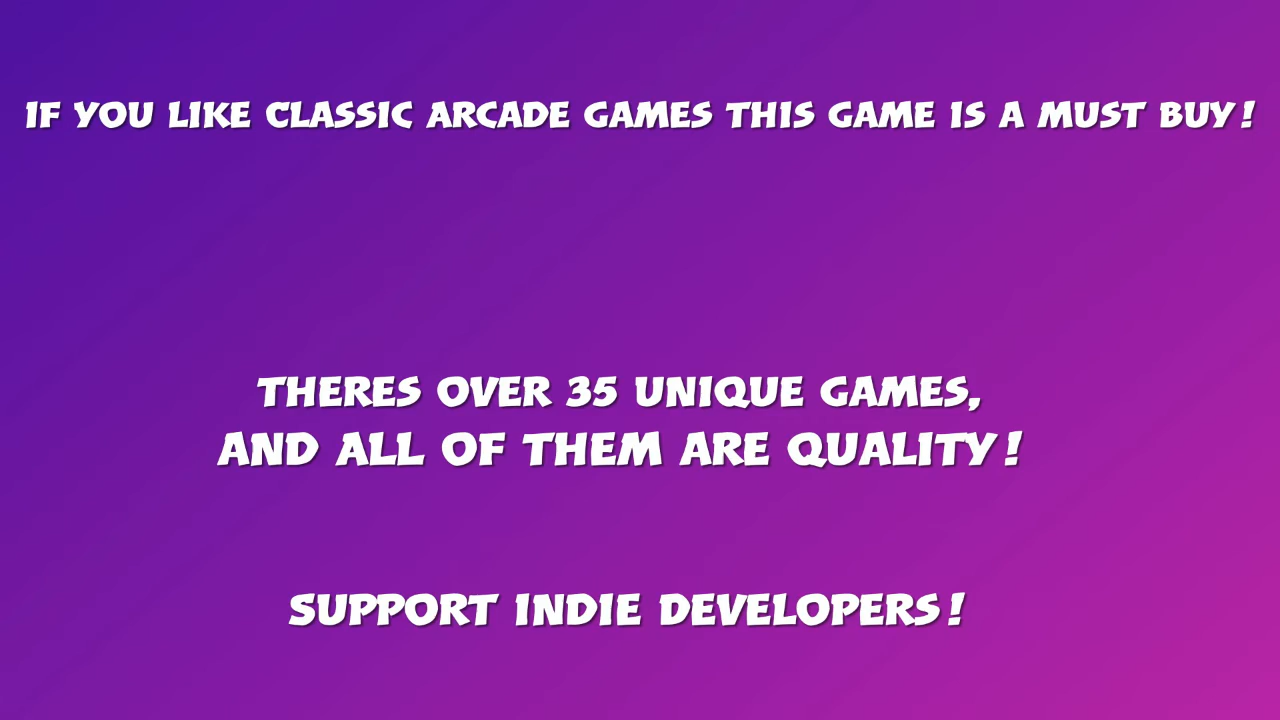 IF YOU LIKE CLASSIC ARCADE GAMES THIS GAME IS A MUST BUY!
THERES OVER 35 UNIQUE GAMES,
AND ALL OF THEM ARE QUALITY!
SUPPORT INDIE DEVELOPERS!